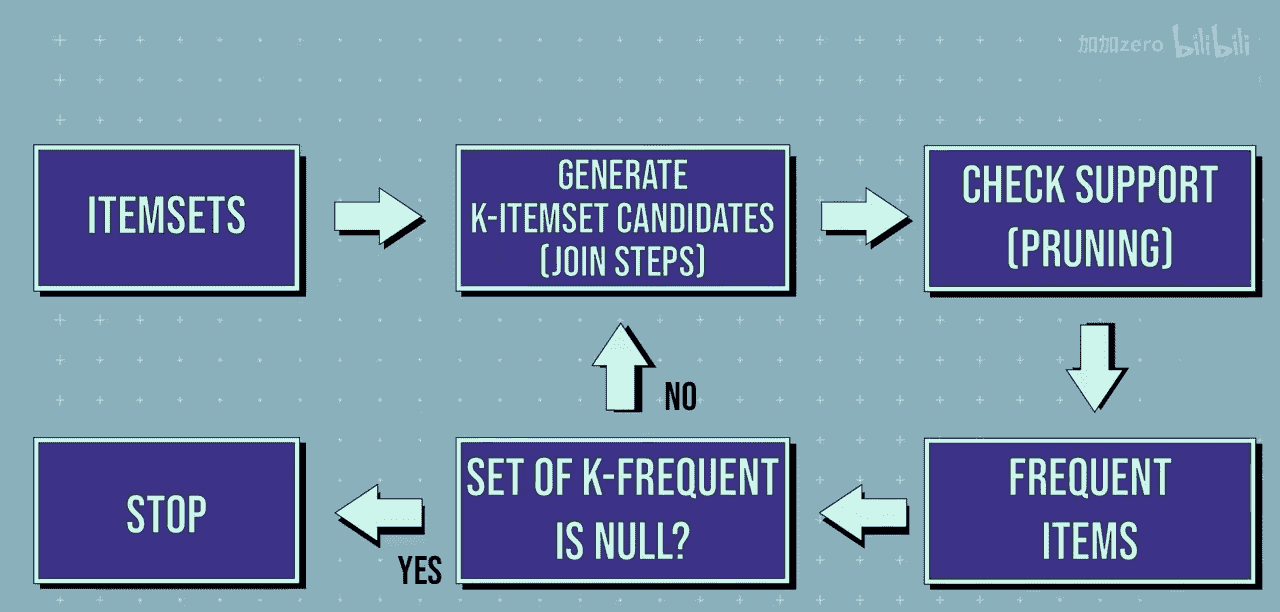 加加zero bilibili
ITEMSETS
GENERATE
K-ITEMSET CANDIDATES
(JOIN STEPS)
CHECK SUPPORT
(PRUNING)
NO
STOP
YES
SET OF K-FREQUENT
IS NULL?
FREQUENT
ITEMS